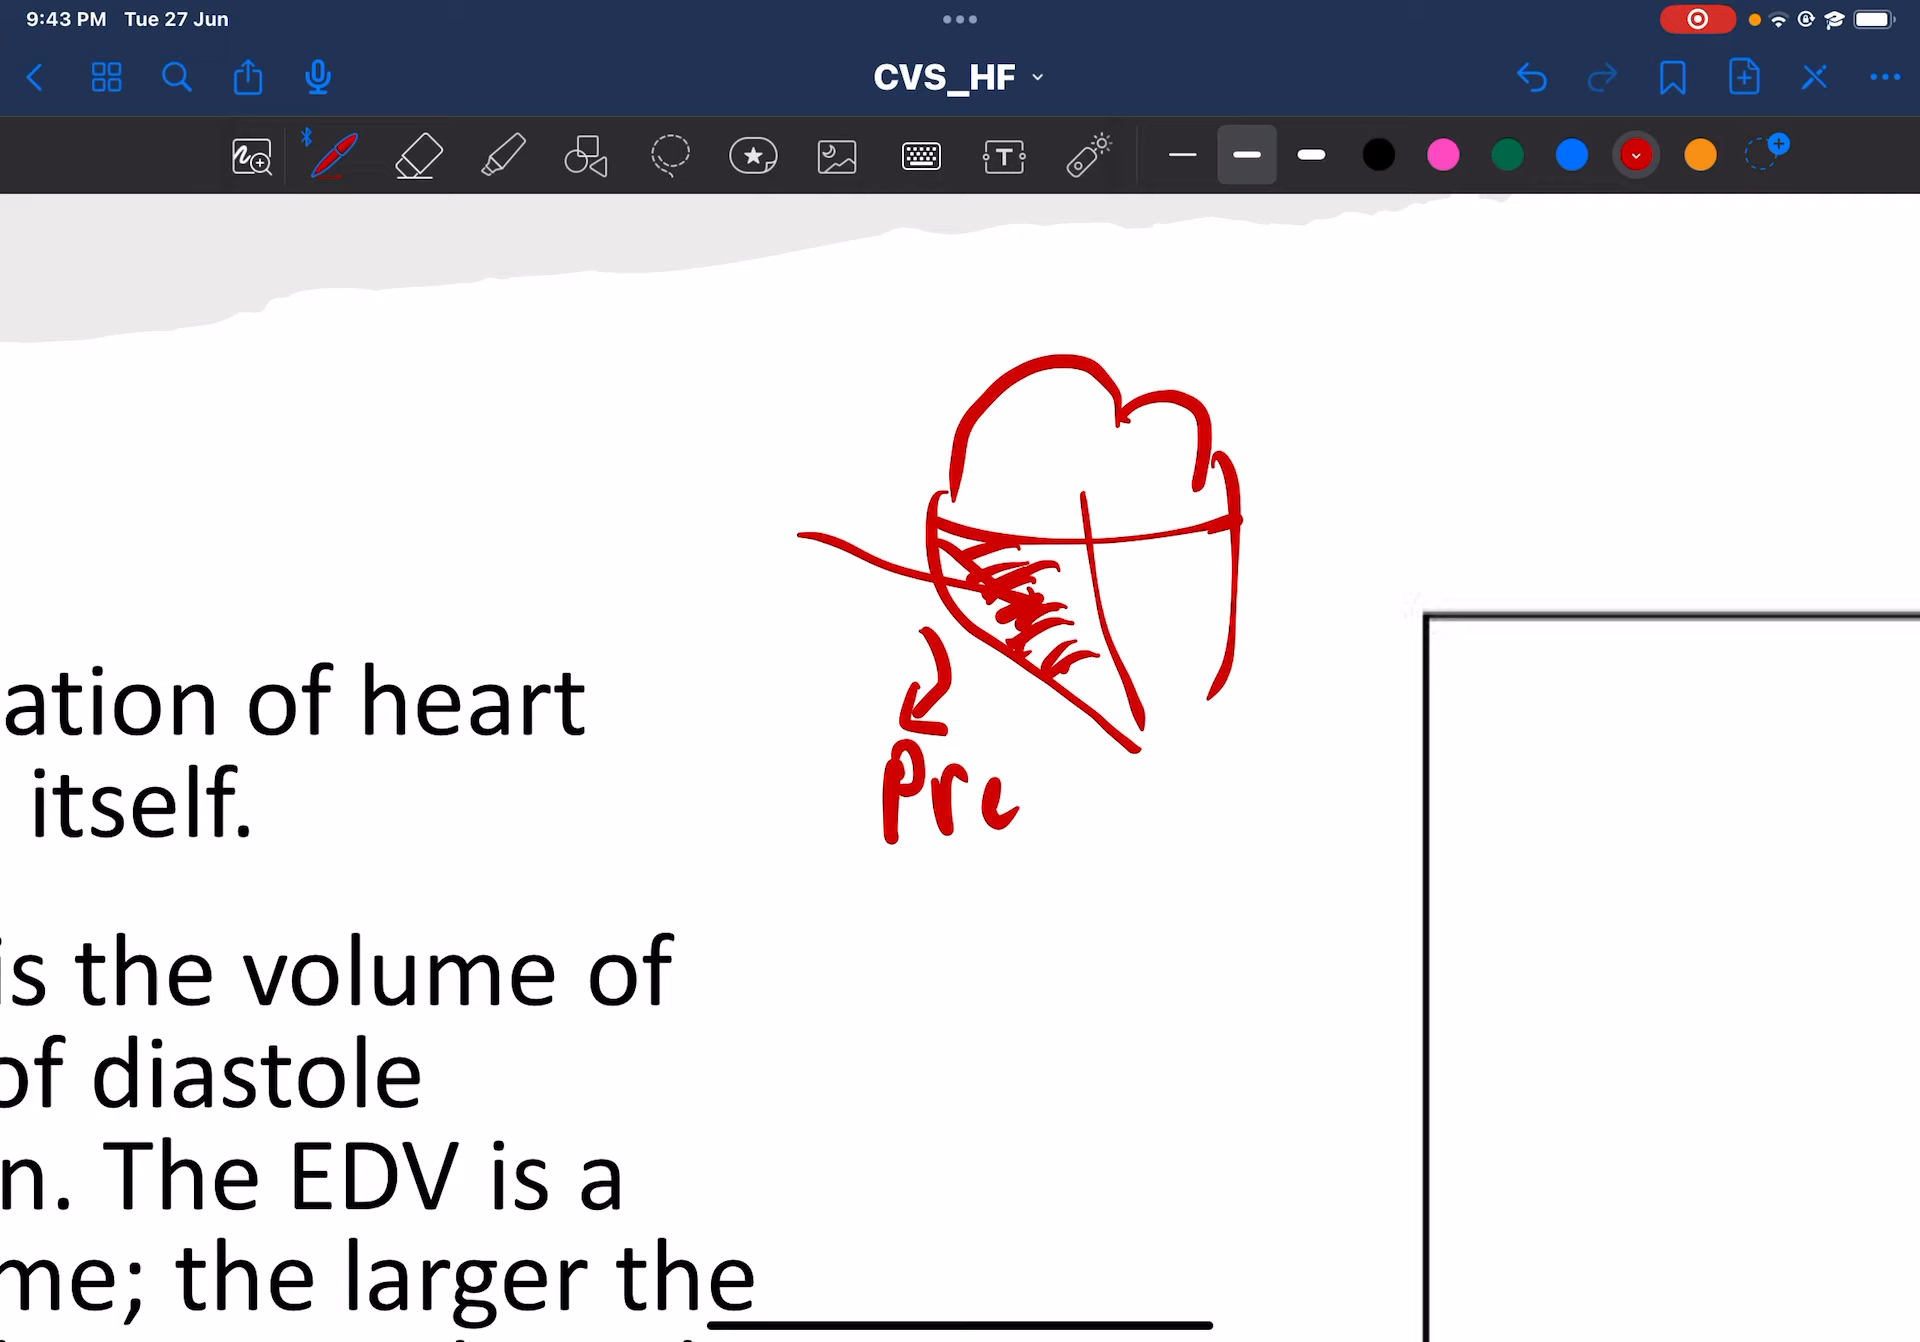 9:43 PM Tue 27 Jun
CVS_HF
T
Pre
ation of heart
itself.
is the volume of
of diastole
n. The EDV is a
me; the larger the